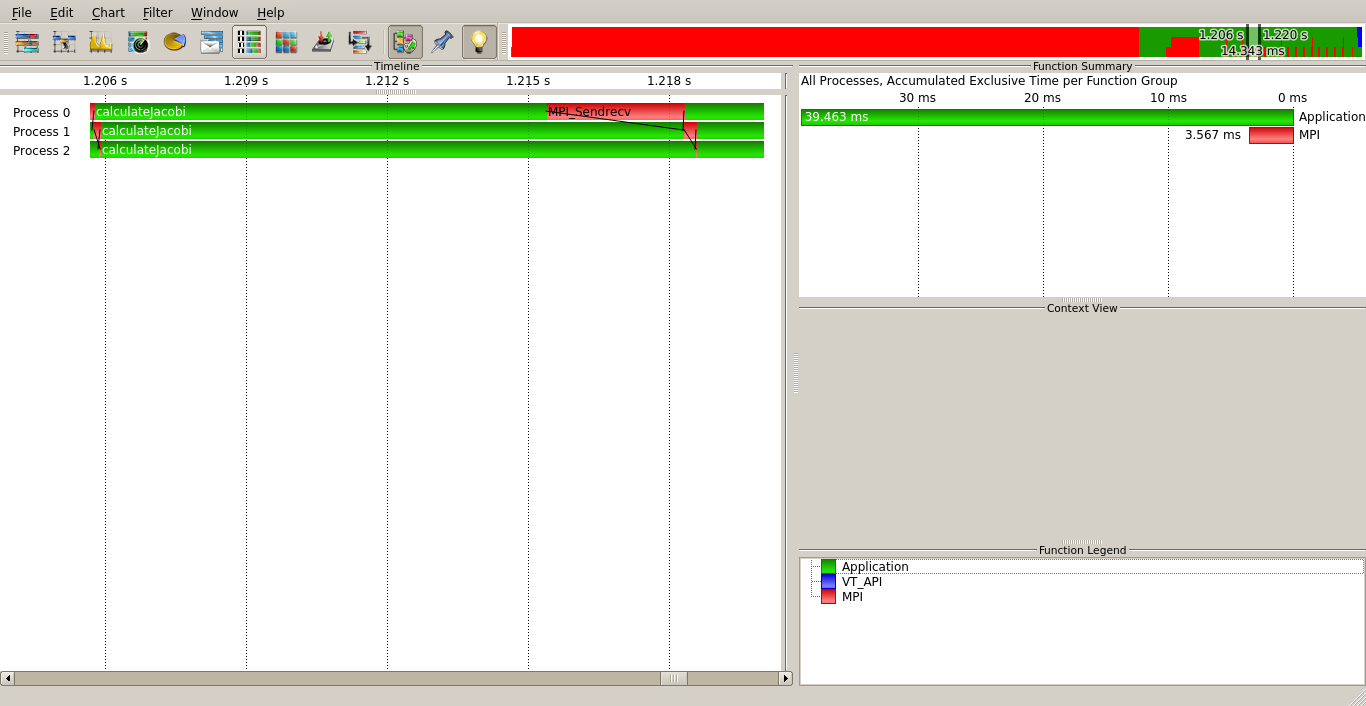 File Edit Chart Filter Window Help
1.206 s 1.220 s
14.343 ms
Timeline
1.206 s 1.209 s 1.212 s 1.215 s 1.218 s
Process 0 calculateJacobi MPI_Sendrecv
Process 1 calculateJacobi
Process 2 calculateJacobi
Function Summary
All Processes, Accumulated Exclusive Time per Function Group
30 ms 20 ms 10 ms 0 ms
39.463 ms Application
3.567 ms MPI
Context View
Function Legend
Application
VT_API
MPI